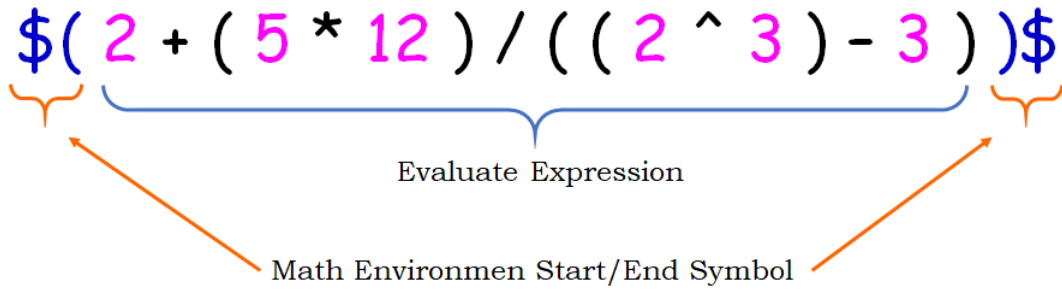 $( 2 + ( 5 * 12 ) / ( ( 2 ^ 3 ) - 3 ) )$
Evaluate Expression
Math Environmen Start/End Symbol